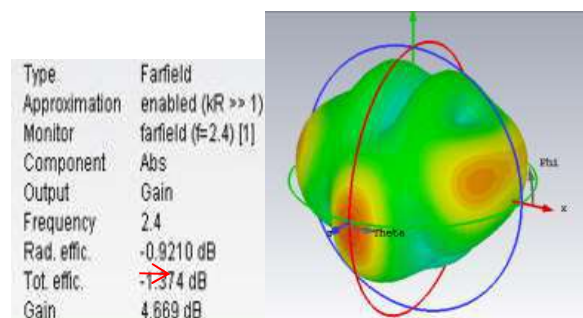 Type Farfield
Approximation enabled (kR >> 1)
Monitor farfield (f=2.4) [1]
Component Abs
Output Gain
Frequency 2.4
Rad. effic. -0.9210 dB
Tot. effic. -1.374 dB
Gain 4.669 dB
Phi
Theta
x